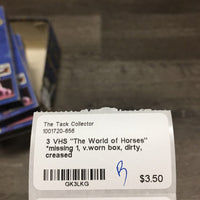 The Tack Collector
1001720-656
3 VHS "The World of Horses"
*missing 1, v.worn box, dirty,
creased
GK3LKG
$3.50